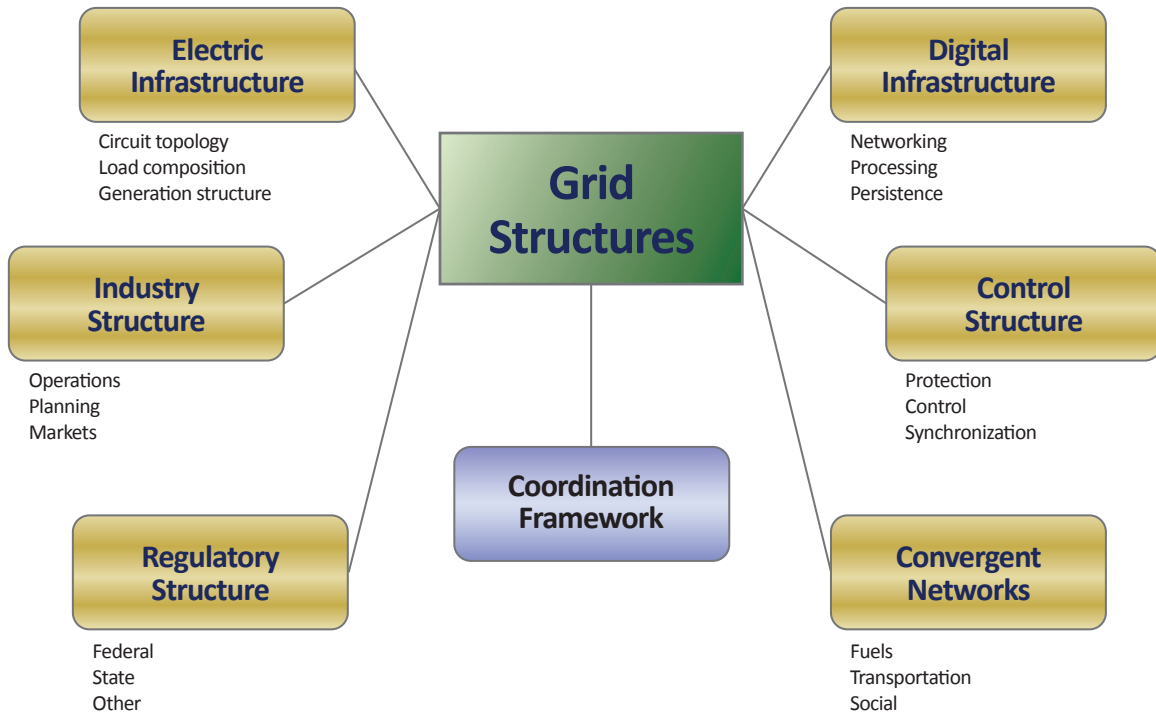 Electric
Infrastructure
Circuit topology
Load composition
Generation structure
Industry
Structure
Operations
Planning
Markets
Regulatory
Structure
Federal
State
Other
Grid
Structures
Coordination
Framework
Digital
Infrastructure
Networking
Processing
Persistence
Control
Structure
Protection
Control
Synchronization
Convergent
Networks
Fuels
Transportation
Social